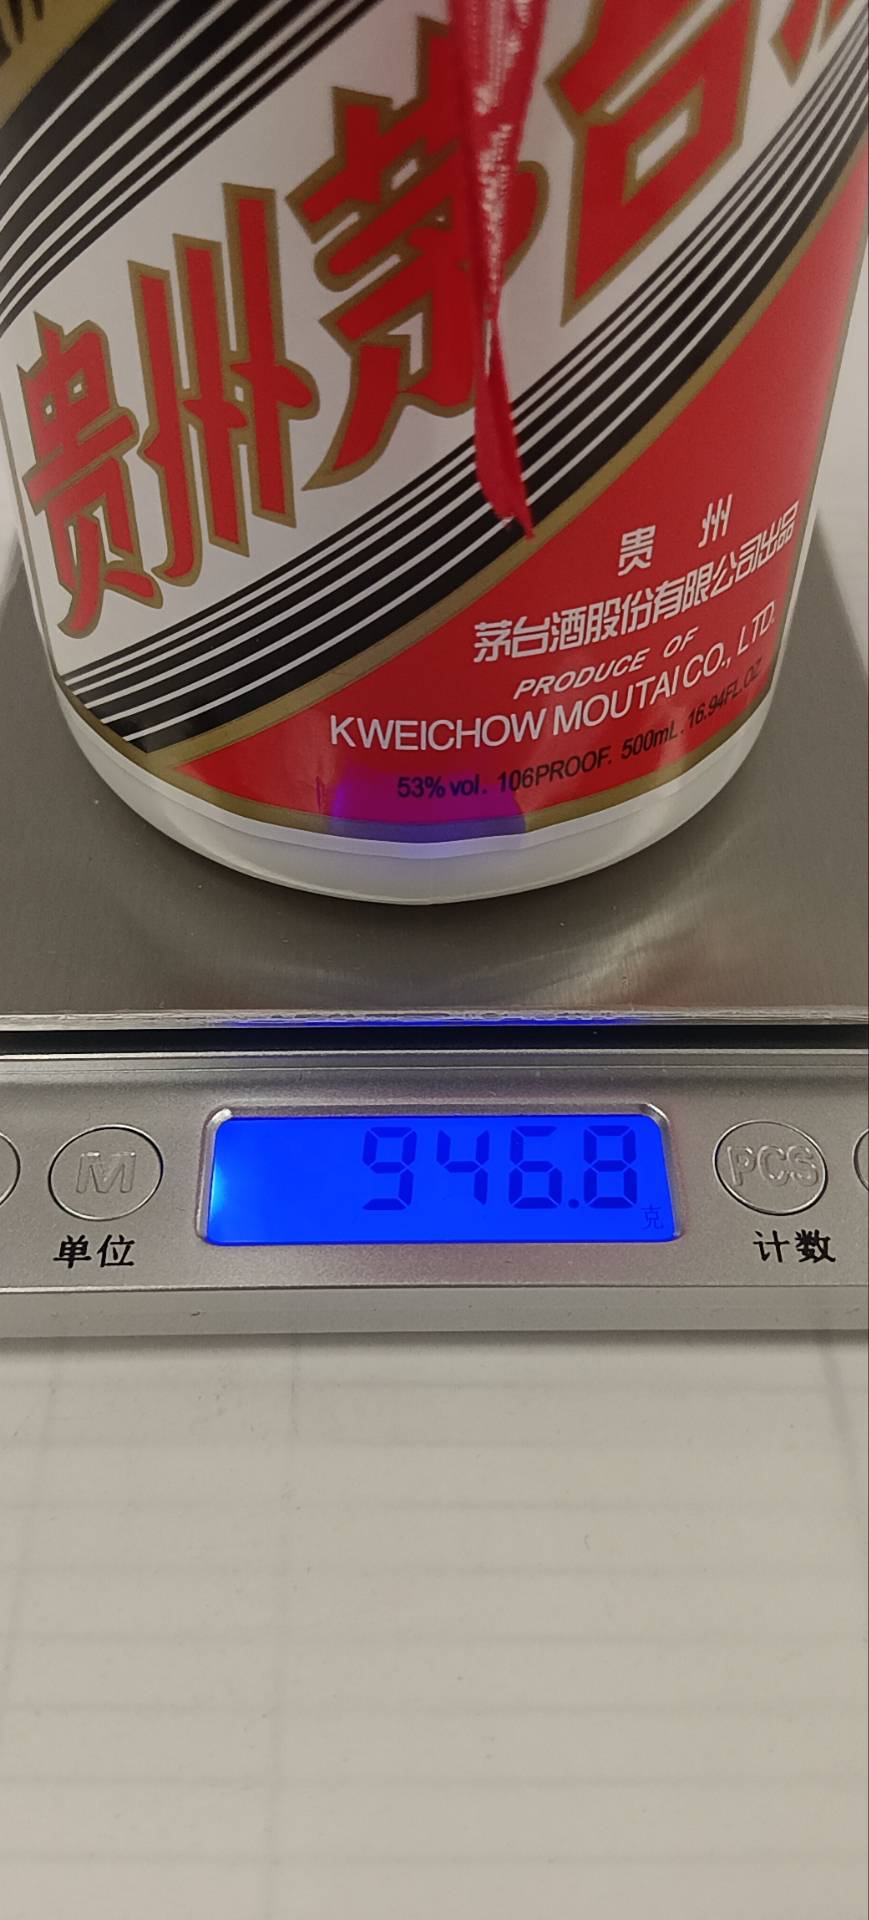 贵州茅台
贵 州
茅台酒股份有限公司出品
PRODUCE OF
KWEICHOW MOUTAI CO., LTD.
53% vol. 106PROOF. 500mL. 16.94FL.OZ
946.8
克
M
PCS
单位
计数